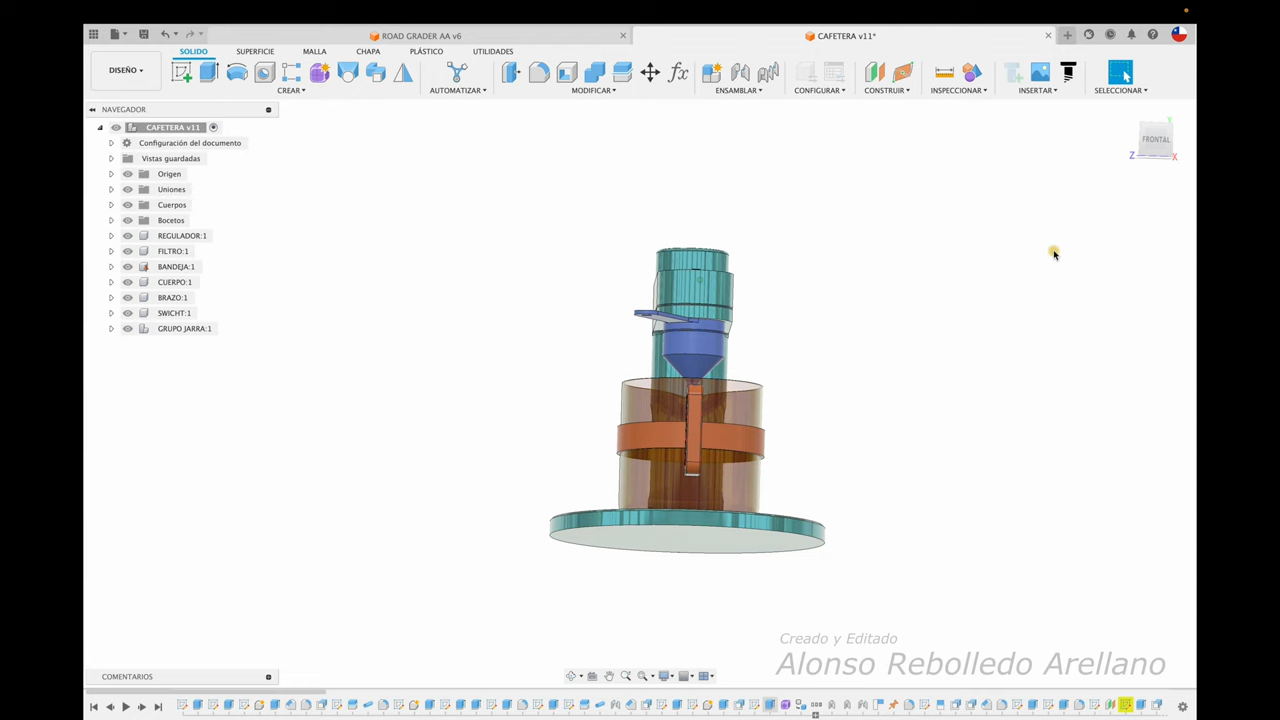 ROAD GRADER AA v6
CAFETERA v11*
DISEÑO
SOLIDO
SUPERFICIE
MALLA
CHAPA
PLÁSTICO
UTILIDADES
CREAR
AUTOMATIZAR
MODIFICAR
ENSAMBLAR
CONFIGURAR
CONSTRUIR
INSPECCIONAR
INSERTAR
SELECCIONAR
NAVEGADOR
CAFETERA v11
Configuración del documento
Vistas guardadas
Origen
Uniones
Cuerpos
Bocetos
REGULADOR:1
FILTRO:1
BANDEJA:1
CUERPO:1
BRAZO:1
SWICHT:1
GRUPO JARRA:1
FRONTAL
Z
X
Y
Creado y Editado
Alonso Rebolledo Arellano
COMENTARIOS